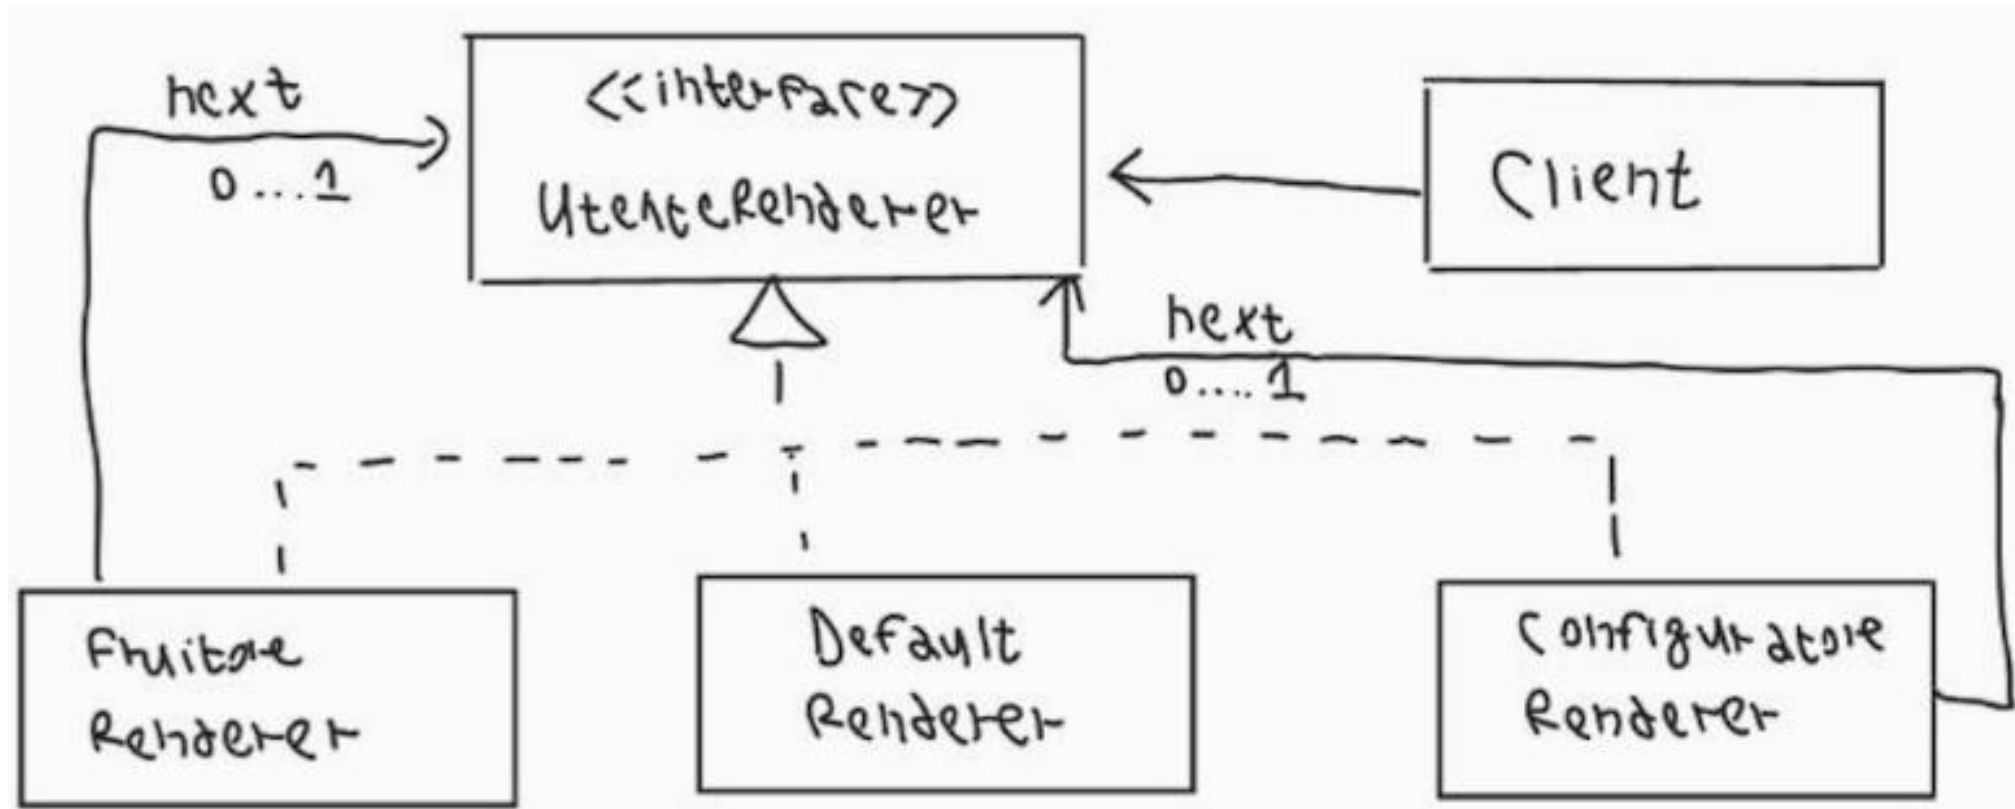 next
0...1
<<interface>>
UtenteRenderer
Client
next
0....1
Fruitore
Renderer
Default
Renderer
Configuratore
Renderer